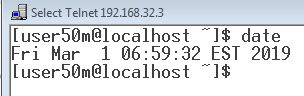 Select Telnet 192.168.32.3
[user50m@localhost ~]$ date
Fri Mar  1 06:59:32 EST 2019
[user50m@localhost ~]$